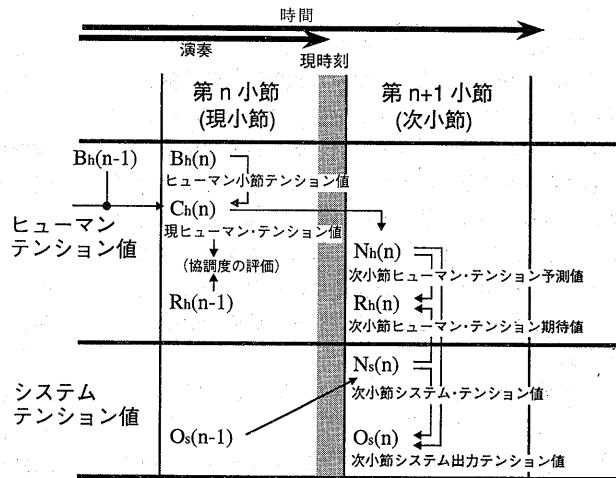 時間
演奏
現時刻
第 n 小節
(現小節)
第 n+1 小節
(次小節)
Bh(n-1)
Bh(n)
ヒューマン小節テンション値
Ch(n)
現ヒューマン・テンション値
(協調度の評価)
Rh(n-1)
ヒューマン
テンション値
Nh(n)
次小節ヒューマン・テンション予測値
Rh(n)
次小節ヒューマン・テンション期待値
システム
テンション値
Ns(n)
次小節システム・テンション値
Os(n-1)
Os(n)
次小節システム出力テンション値